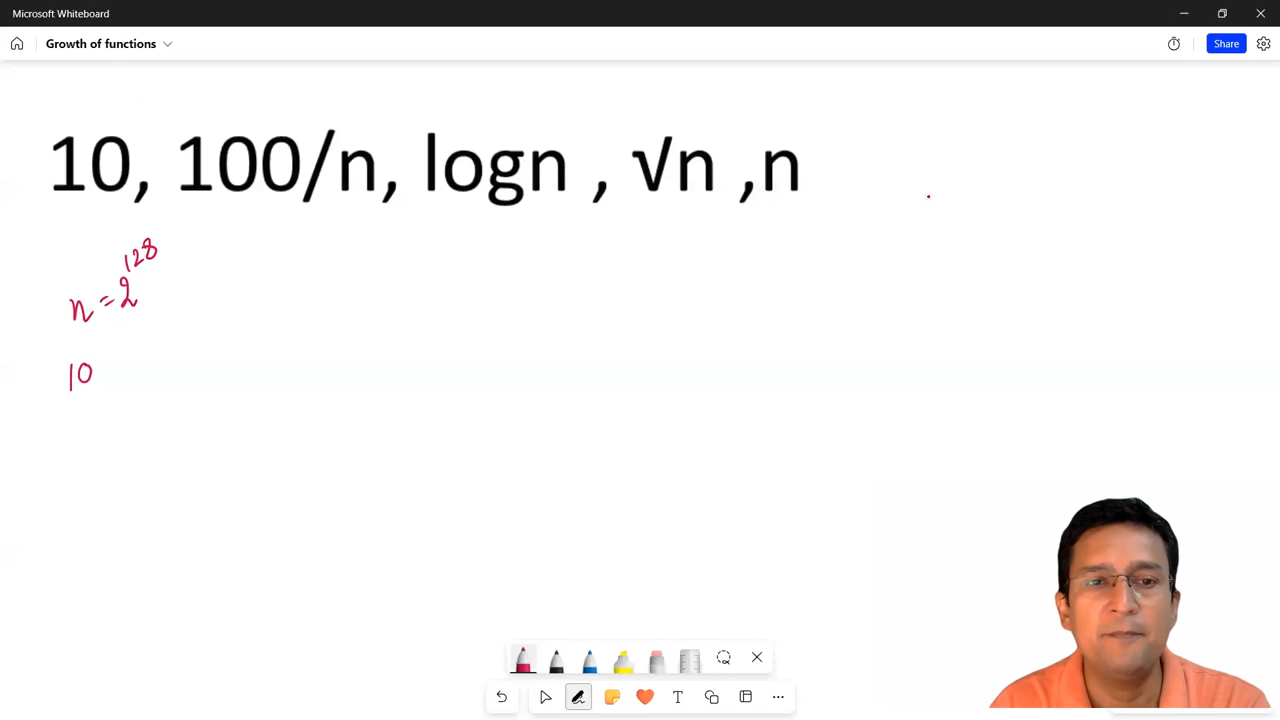 Microsoft Whiteboard
Growth of functions
Share
10, 100/n, logn , √n ,n
n = 2^128
10